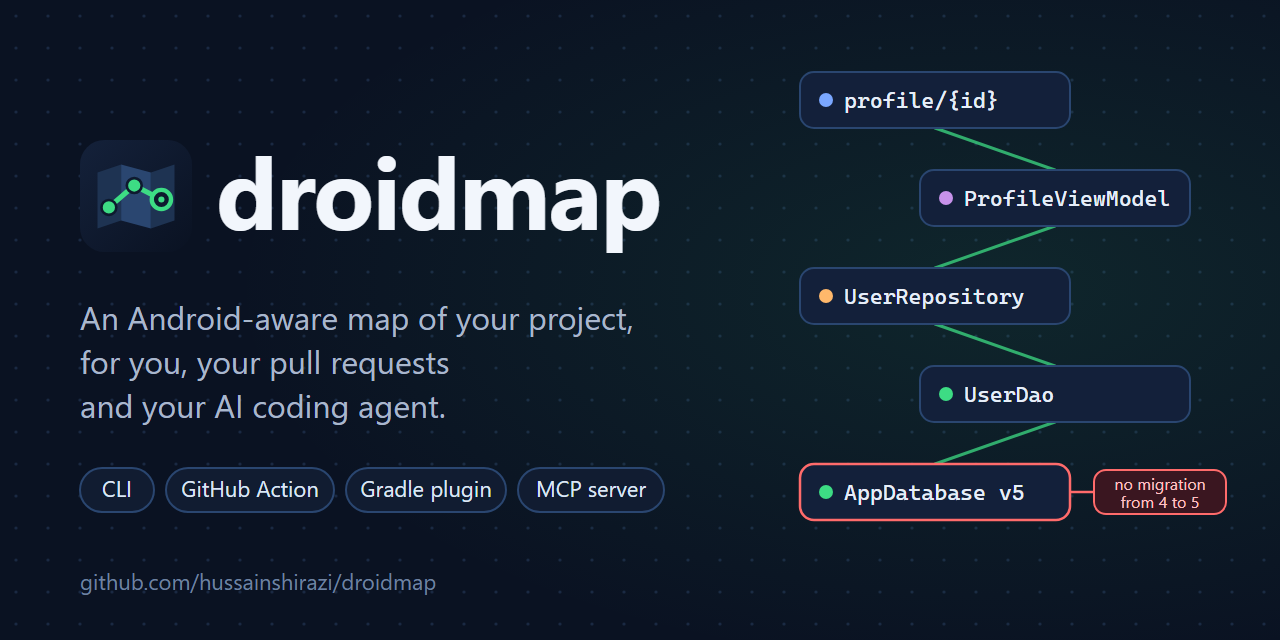 droidmap
An Android-aware map of your project,
for you, your pull requests
and your AI coding agent.
CLI
GitHub Action
Gradle plugin
MCP server
github.com/hussainshirazi/droidmap
profile/{id}
ProfileViewModel
UserRepository
UserDao
AppDatabase v5
no migration
from 4 to 5